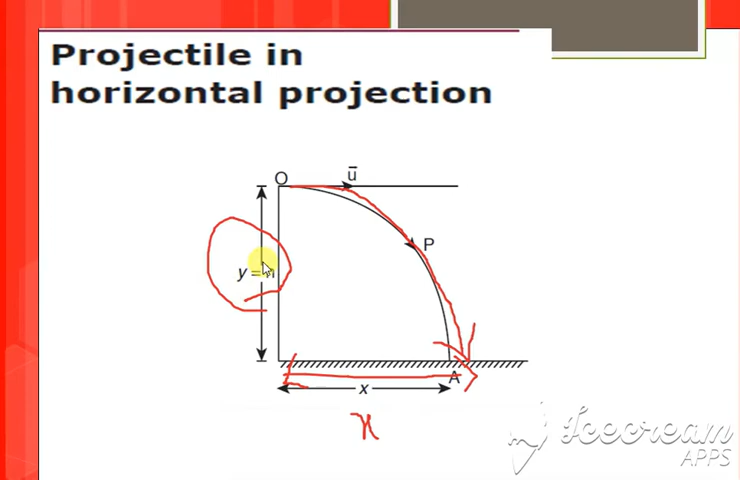 Projectile in
horizontal projection
O
ū
P
y = h
A
x
x
Icecream
APPS